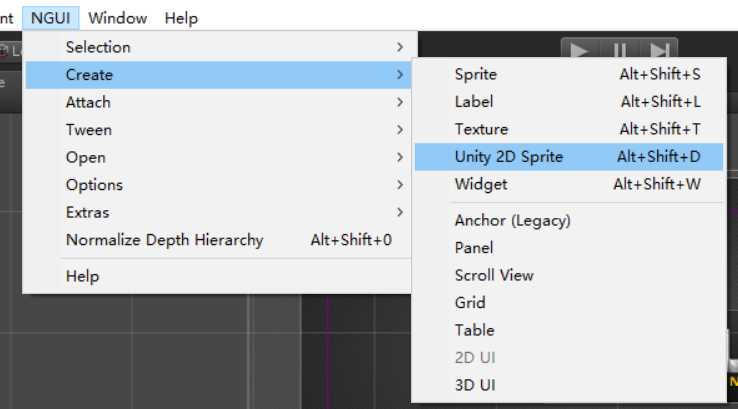 NGUI Window Help
Selection
Create
Attach
Tween
Open
Options
Extras
Normalize Depth Hierarchy Alt+Shift+0
Help
Sprite Alt+Shift+S
Label Alt+Shift+L
Texture Alt+Shift+T
Unity 2D Sprite Alt+Shift+D
Widget Alt+Shift+W
Anchor (Legacy)
Panel
Scroll View
Grid
Table
2D UI
3D UI